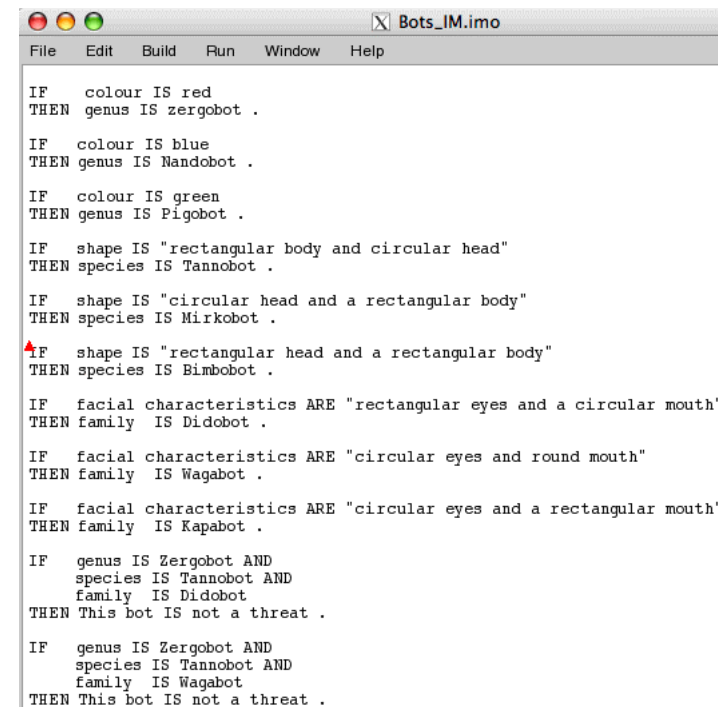 X Bots_IM.imo
File Edit Build Run Window Help
IF colour IS red
THEN genus IS zergobot .
IF colour IS blue
THEN genus IS Nandobot .
IF colour IS green
THEN genus IS Pigobot .
IF shape IS "rectangular body and circular head"
THEN species IS Tannobot .
IF shape IS "circular head and a rectangular body"
THEN species IS Mirkobot .
IF shape IS "rectangular head and a rectangular body"
THEN species IS Bimbobot .
IF facial characteristics ARE "rectangular eyes and a circular mouth"
THEN family IS Didobot .
IF facial characteristics ARE "circular eyes and round mouth"
THEN family IS Wagabot .
IF facial characteristics ARE "circular eyes and a rectangular mouth"
THEN family IS Kapabot .
IF genus IS Zergobot AND
species IS Tannobot AND
family IS Didobot
THEN This bot IS not a threat .
IF genus IS Zergobot AND
species IS Tannobot AND
family IS Wagabot
THEN This bot IS not a threat .